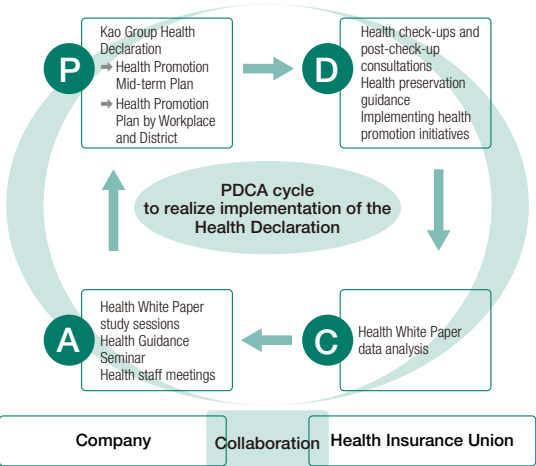 P
Kao Group Health
Declaration
➡ Health Promotion
Mid-term Plan
➡ Health Promotion
Plan by Workplace
and District
D
Health check-ups and
post-check-up
consultations
Health preservation
guidance
Implementing health
promotion initiatives
PDCA cycle
to realize implementation of the
Health Declaration
A
Health White Paper
study sessions
Health Guidance
Seminar
Health staff meetings
C
Health White Paper
data analysis
Company
Collaboration
Health Insurance Union